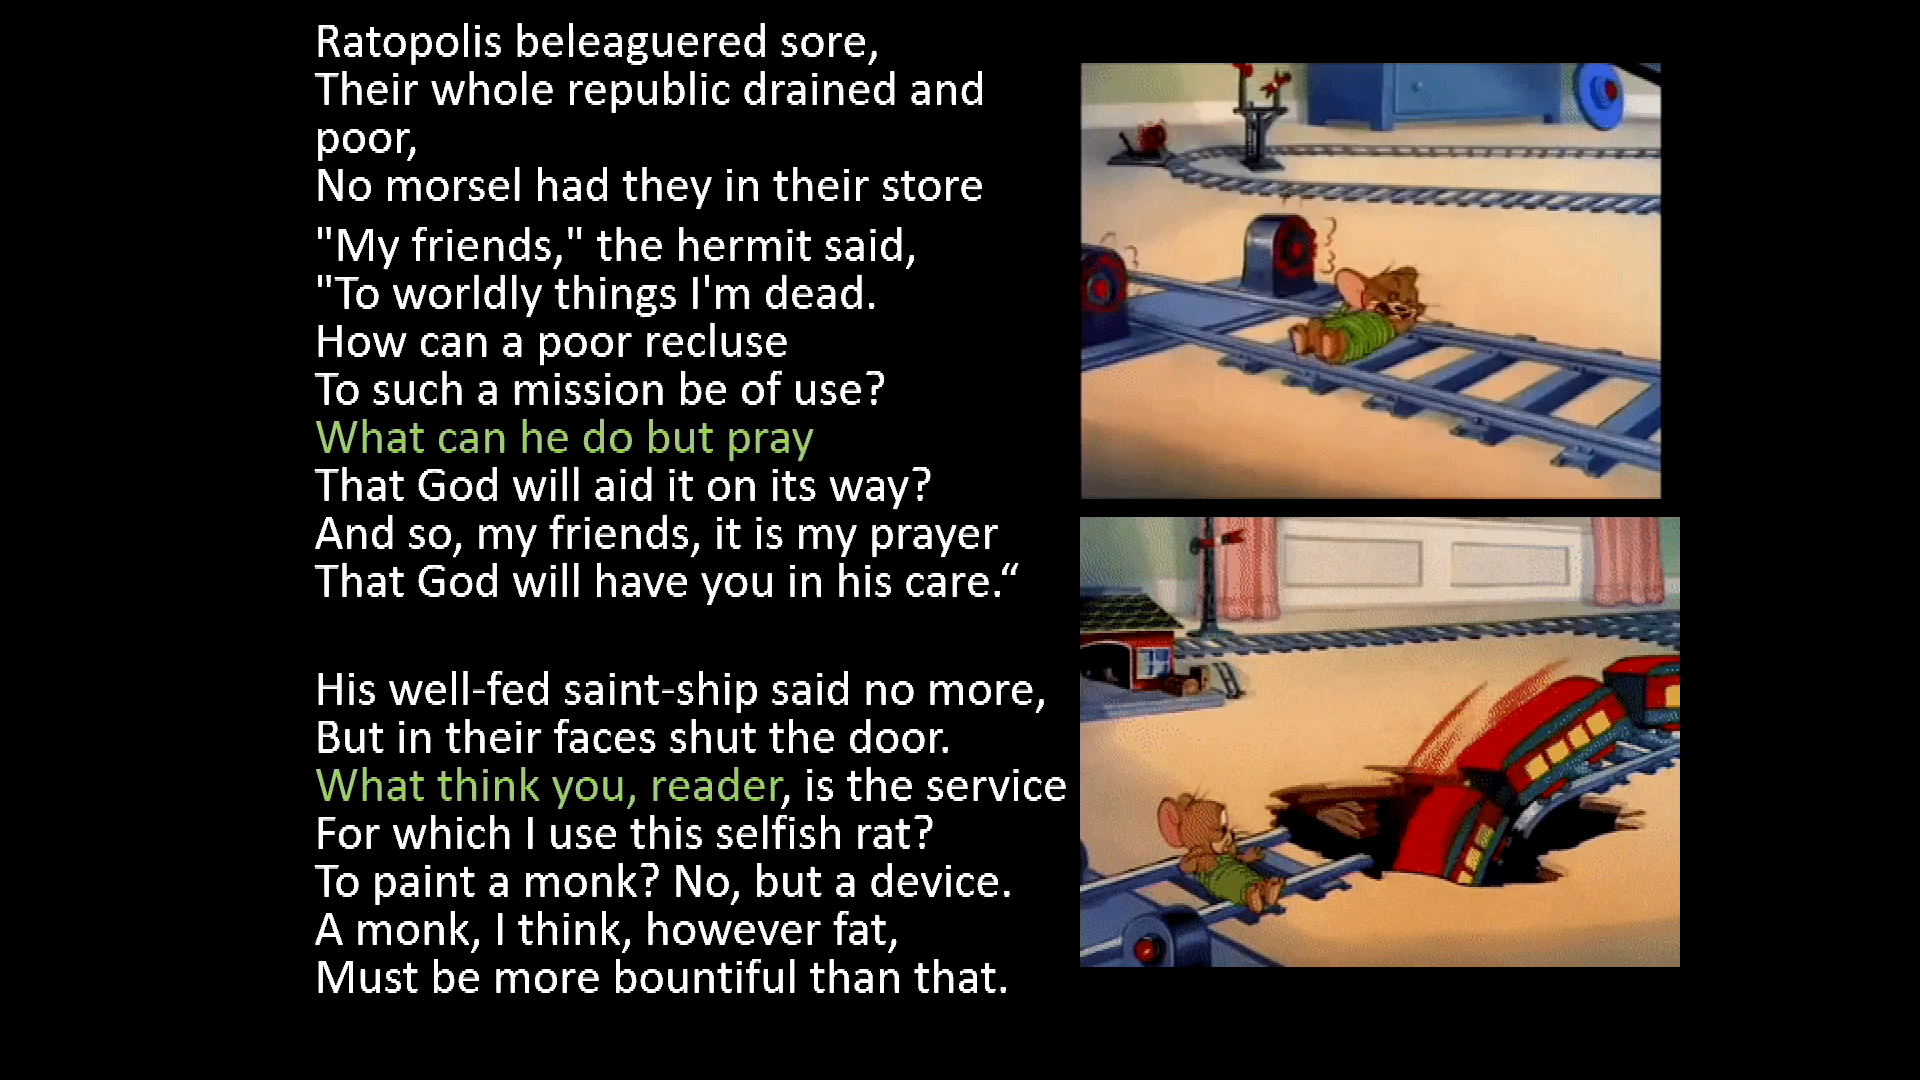 Ratopolis beleaguered sore,
Their whole republic drained and
poor,
No morsel had they in their store
"My friends," the hermit said,
"To worldly things I'm dead.
How can a poor recluse
To such a mission be of use?
What can he do but pray
That God will aid it on its way?
And so, my friends, it is my prayer
That God will have you in his care.“
His well-fed saint-ship said no more,
But in their faces shut the door.
What think you, reader, is the service
For which I use this selfish rat?
To paint a monk? No, but a device.
A monk, I think, however fat,
Must be more bountiful than that.